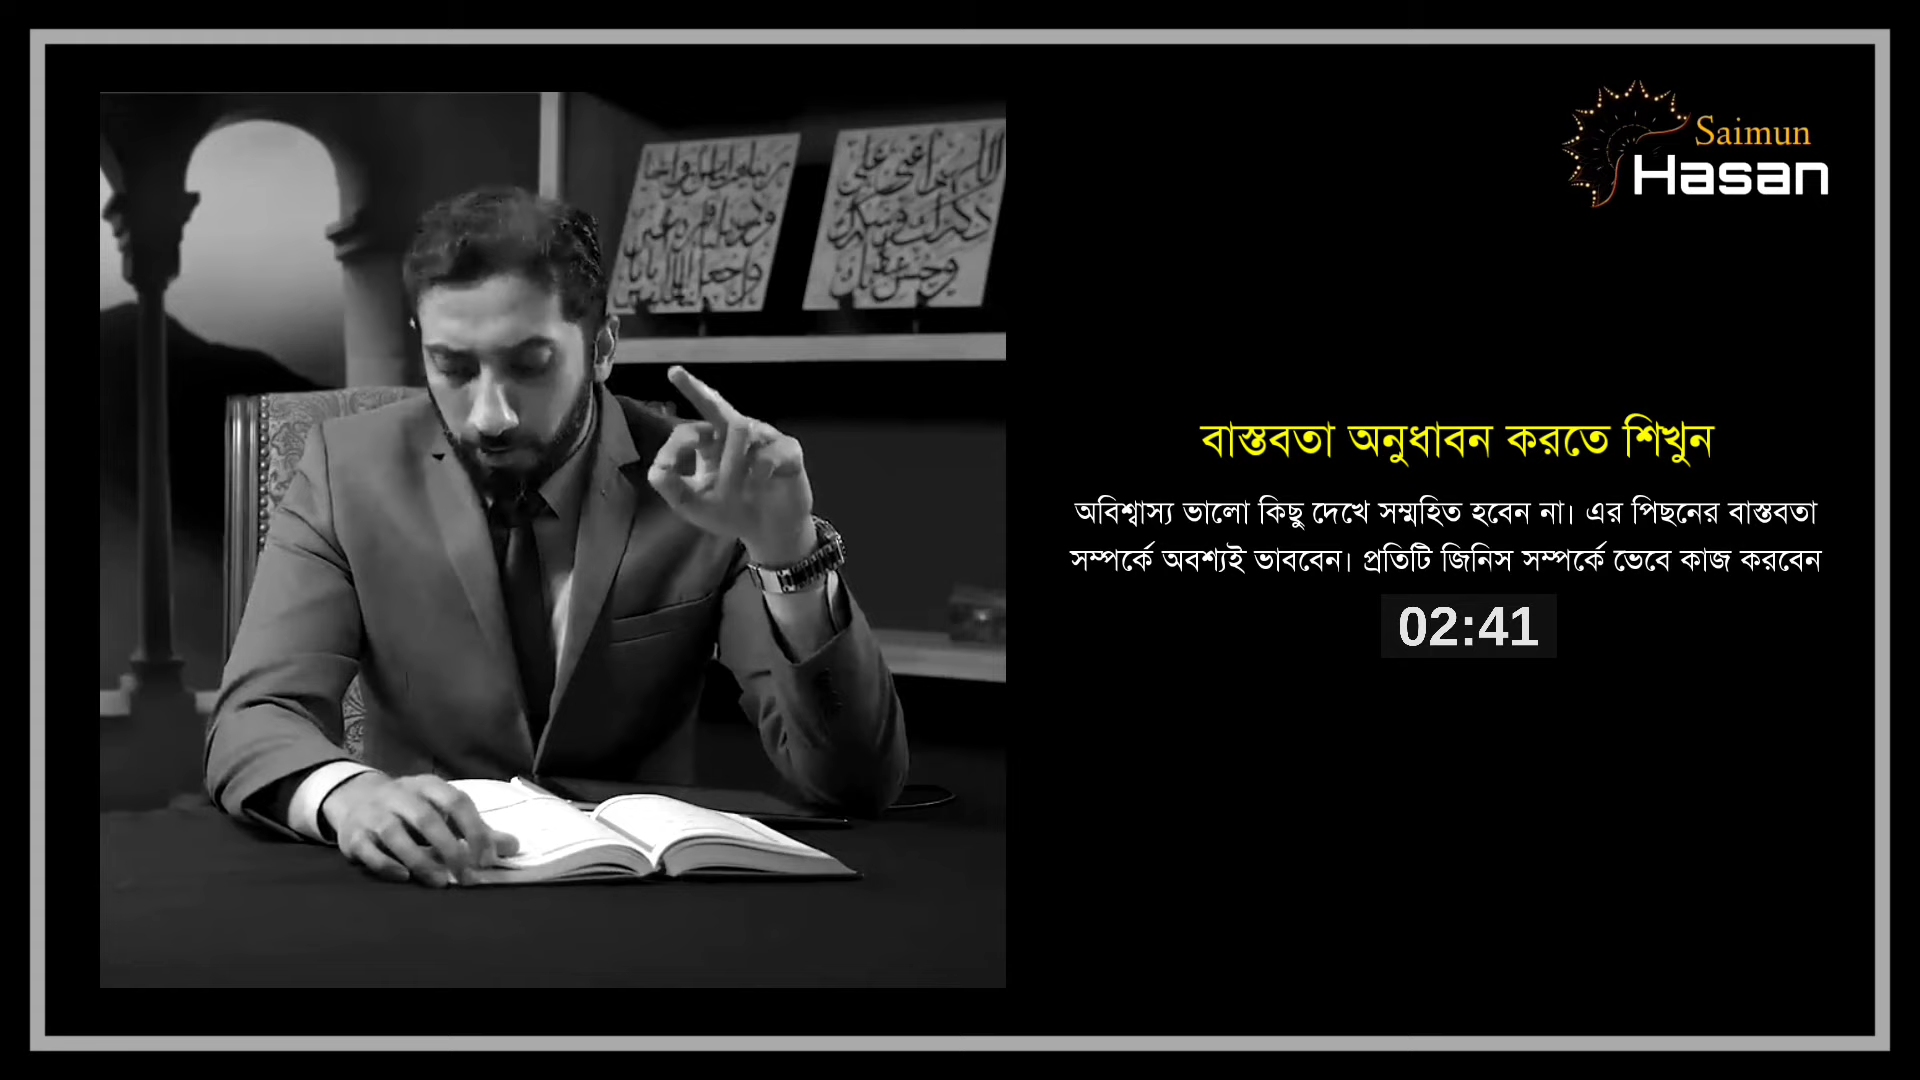 Saimun
Hasan
বাস্তবতা অনুধাবন করতে শিখুন
অবিশ্বাস্য ভালো কিছু দেখে সম্মহিত হবেন না। এর পিছনের বাস্তবতা
সম্পর্কে অবশ্যই ভাববেন। প্রতিটি জিনিস সম্পর্কে ভেবে কাজ করবেন
02:41